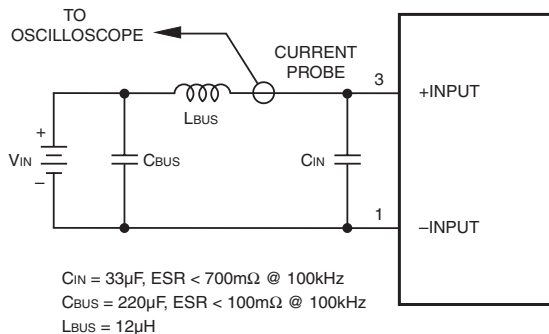 TO
OSCILLOSCOPE
CURRENT
PROBE
3
+INPUT
LBUS
+
VIN
–
CBUS
CIN
1
–INPUT
CIN = 33µF, ESR < 700mΩ @ 100kHz
CBUS = 220µF, ESR < 100mΩ @ 100kHz
LBUS = 12µH